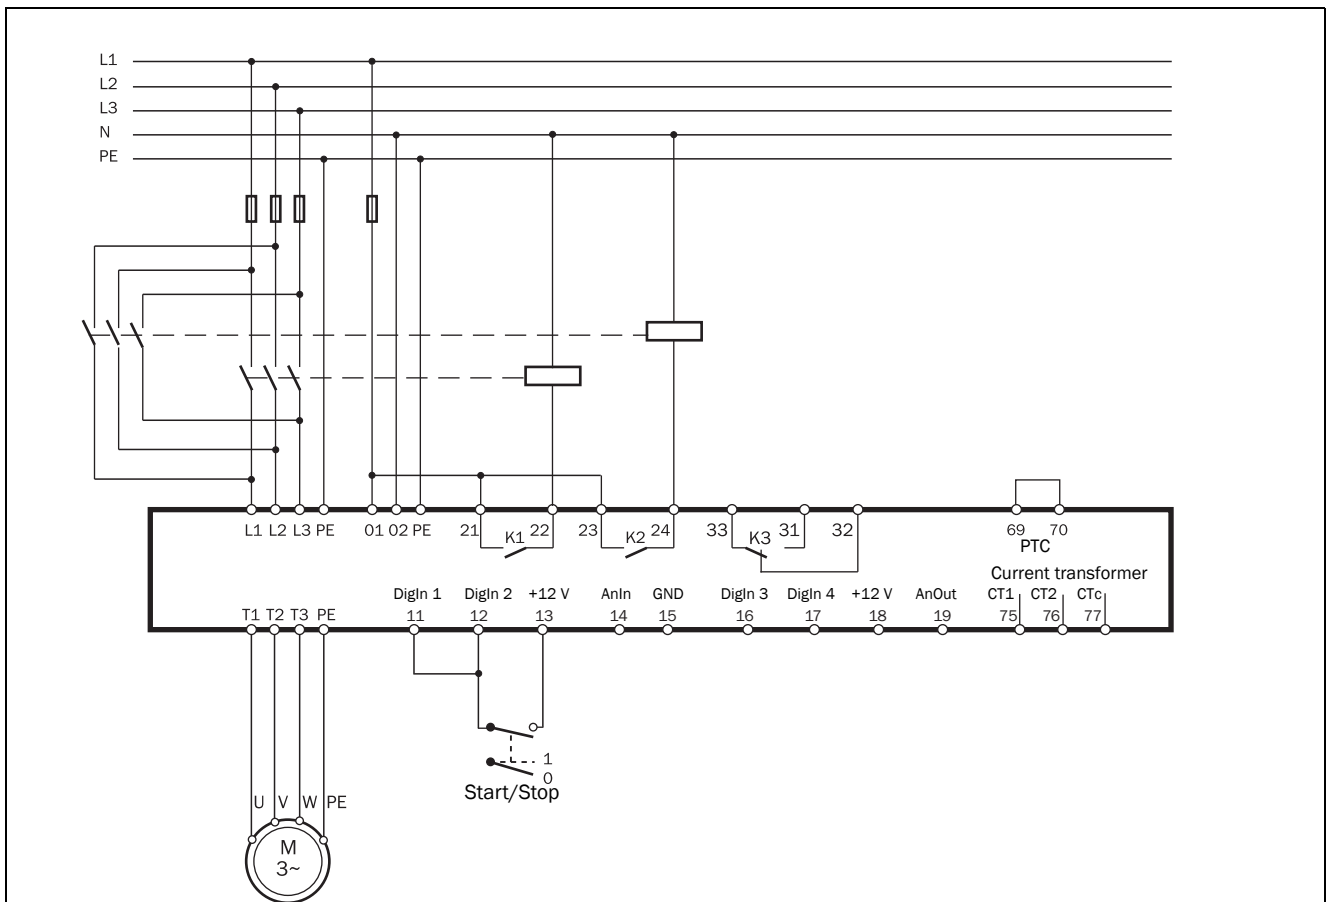 L1
L2
L3
N
PE
L1 L2 L3 PE 01 02 PE 21 K1 22 23 K2 24 33 K3 31 32 69 70
PTC
Current transformer
DigIn 1 DigIn 2 +12 V AnIn GND DigIn 3 DigIn 4 +12 V AnOut CT1 CT2 CTc
T1 T2 T3 PE 11 12 13 14 15 16 17 18 19 75 76 77
1
0
Start/Stop
U V W PE
M
3~